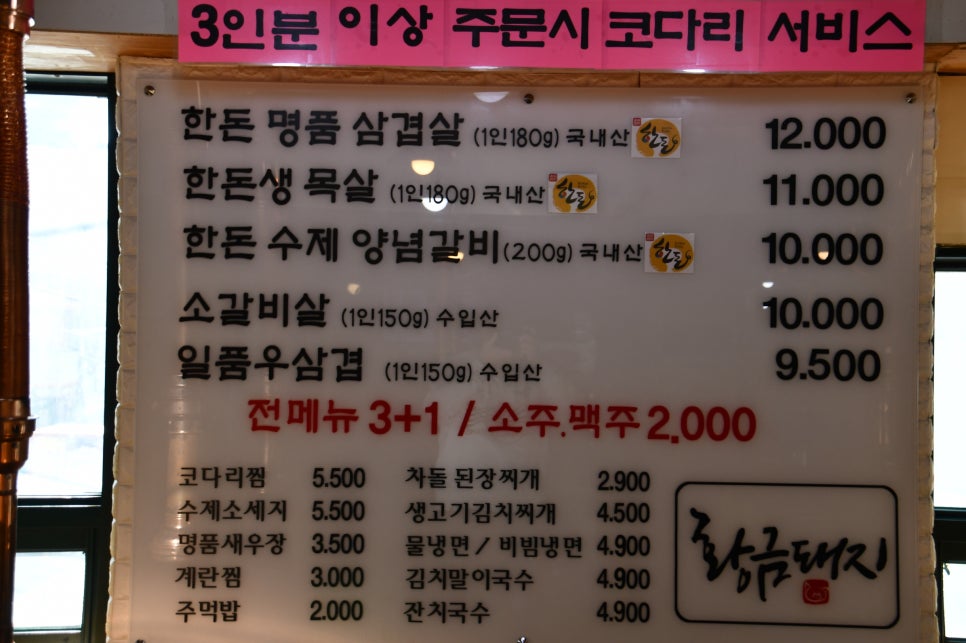 3인분 이상 주문시 코다리 서비스
한돈 명품 삼겹살 (1인180g) 국내산 한돈 12.000
한돈생 목살 (1인180g) 국내산 한돈 11.000
한돈 수제 양념갈비(200g) 국내산 한돈 10.000
소갈비살 (1인150g) 수입산 10.000
일품우삼겹 (1인150g) 수입산 9.500
전메뉴 3+1 / 소주.맥주 2.000
코다리찜 5.500 차돌 된장찌개 2.900
수제소세지 5.500 생고기김치찌개 4.500
명품새우장 3.500 물냉면 / 비빔냉면 4.900
계란찜 3.000 김치말이국수 4.900
주먹밥 2.000 잔치국수 4.900
황금돼지